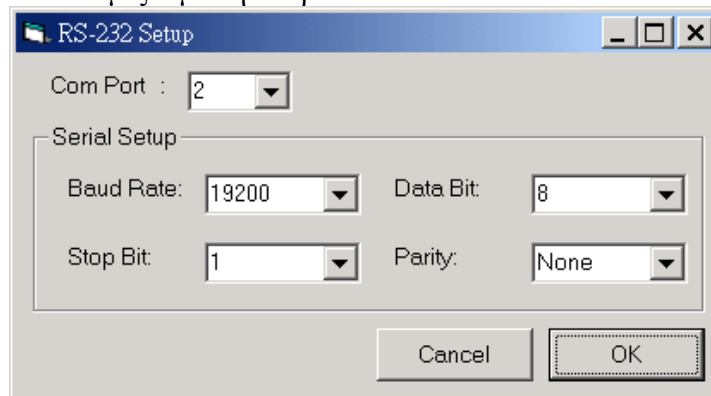 RS-232 Setup
Com Port : 2
Serial Setup
Baud Rate: 19200 Data Bit: 8
Stop Bit: 1 Parity: None
Cancel OK